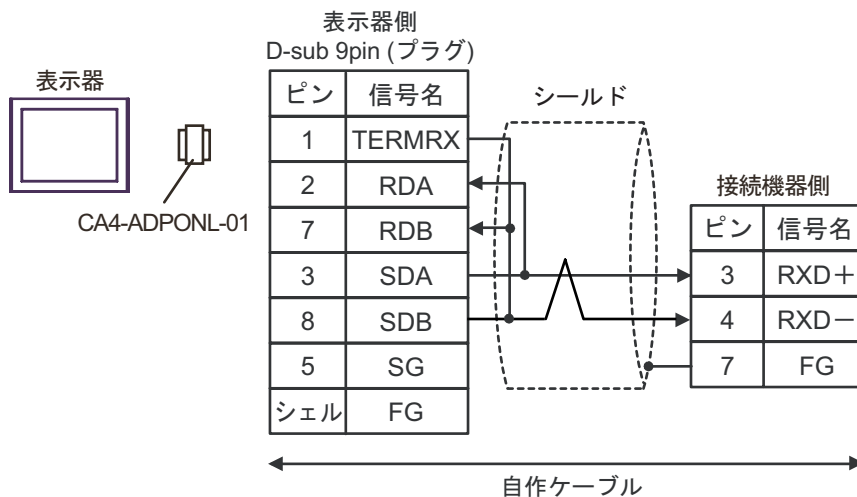 表示器側
D-sub 9pin (プラグ)
表示器
CA4-ADPONL-01
ピン 信号名
1 TERMRX
2 RDA
7 RDB
3 SDA
8 SDB
5 SG
シェル FG
シールド
接続機器側
ピン 信号名
3 RXD＋
4 RXD－
7 FG
自作ケーブル